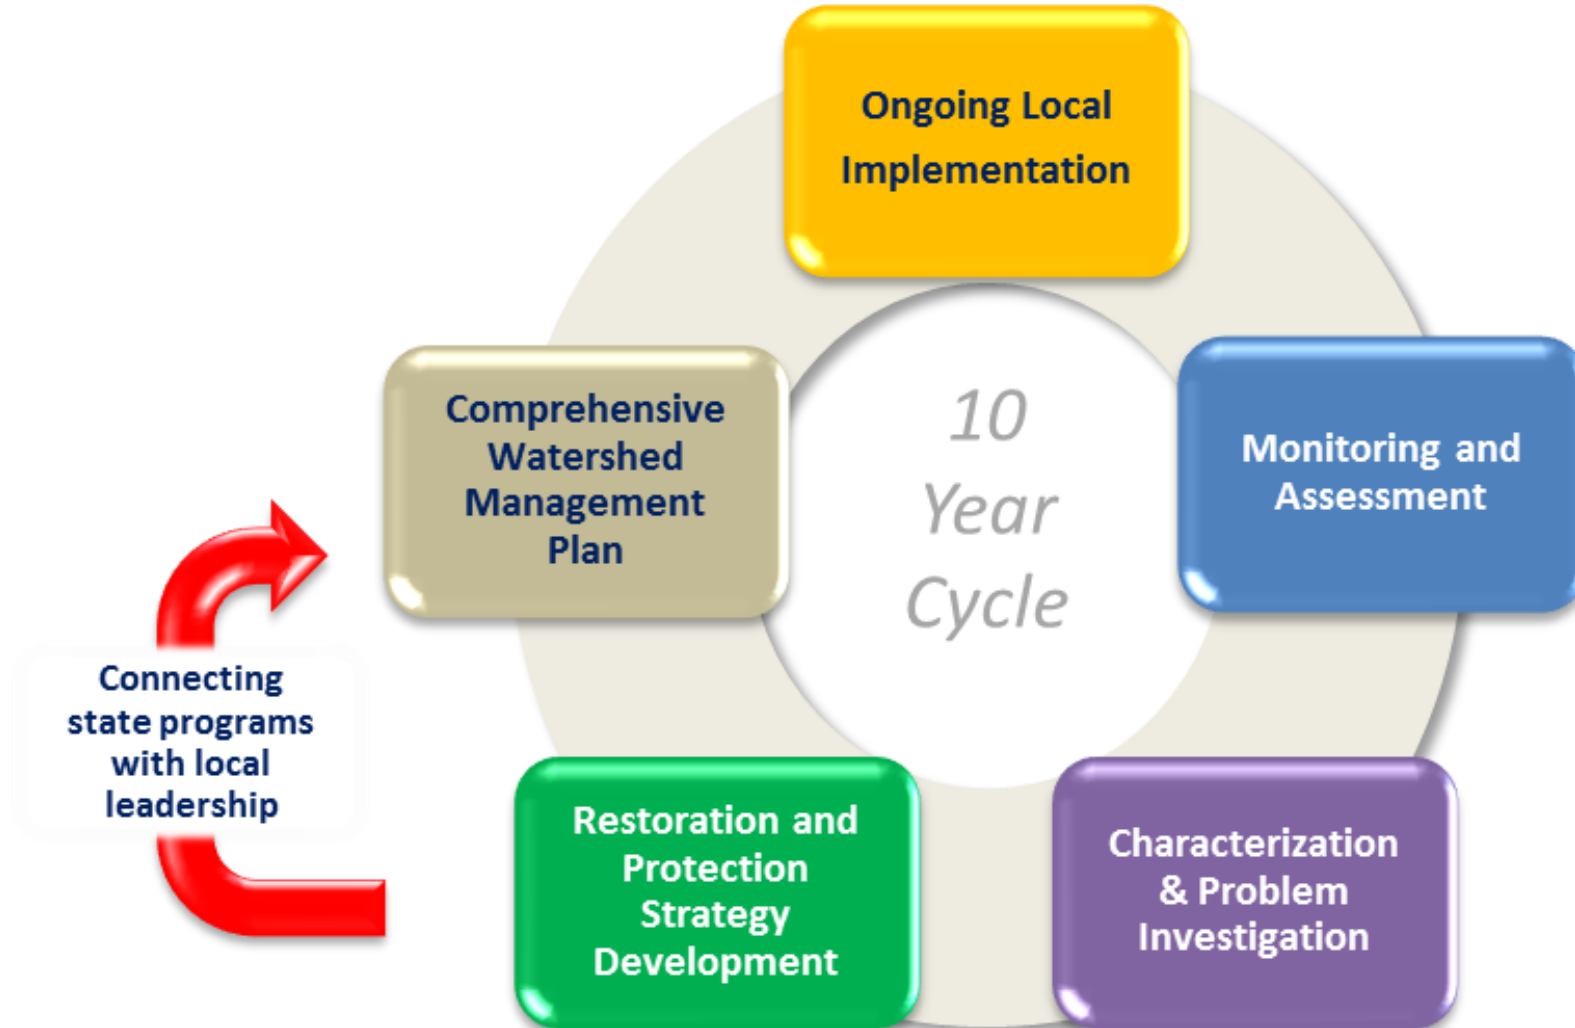 Ongoing Local
Implementation
Monitoring and
Assessment
Characterization
& Problem
Investigation
Restoration and
Protection
Strategy
Development
Comprehensive
Watershed
Management
Plan
10
Year
Cycle
Connecting
state programs
with local
leadership